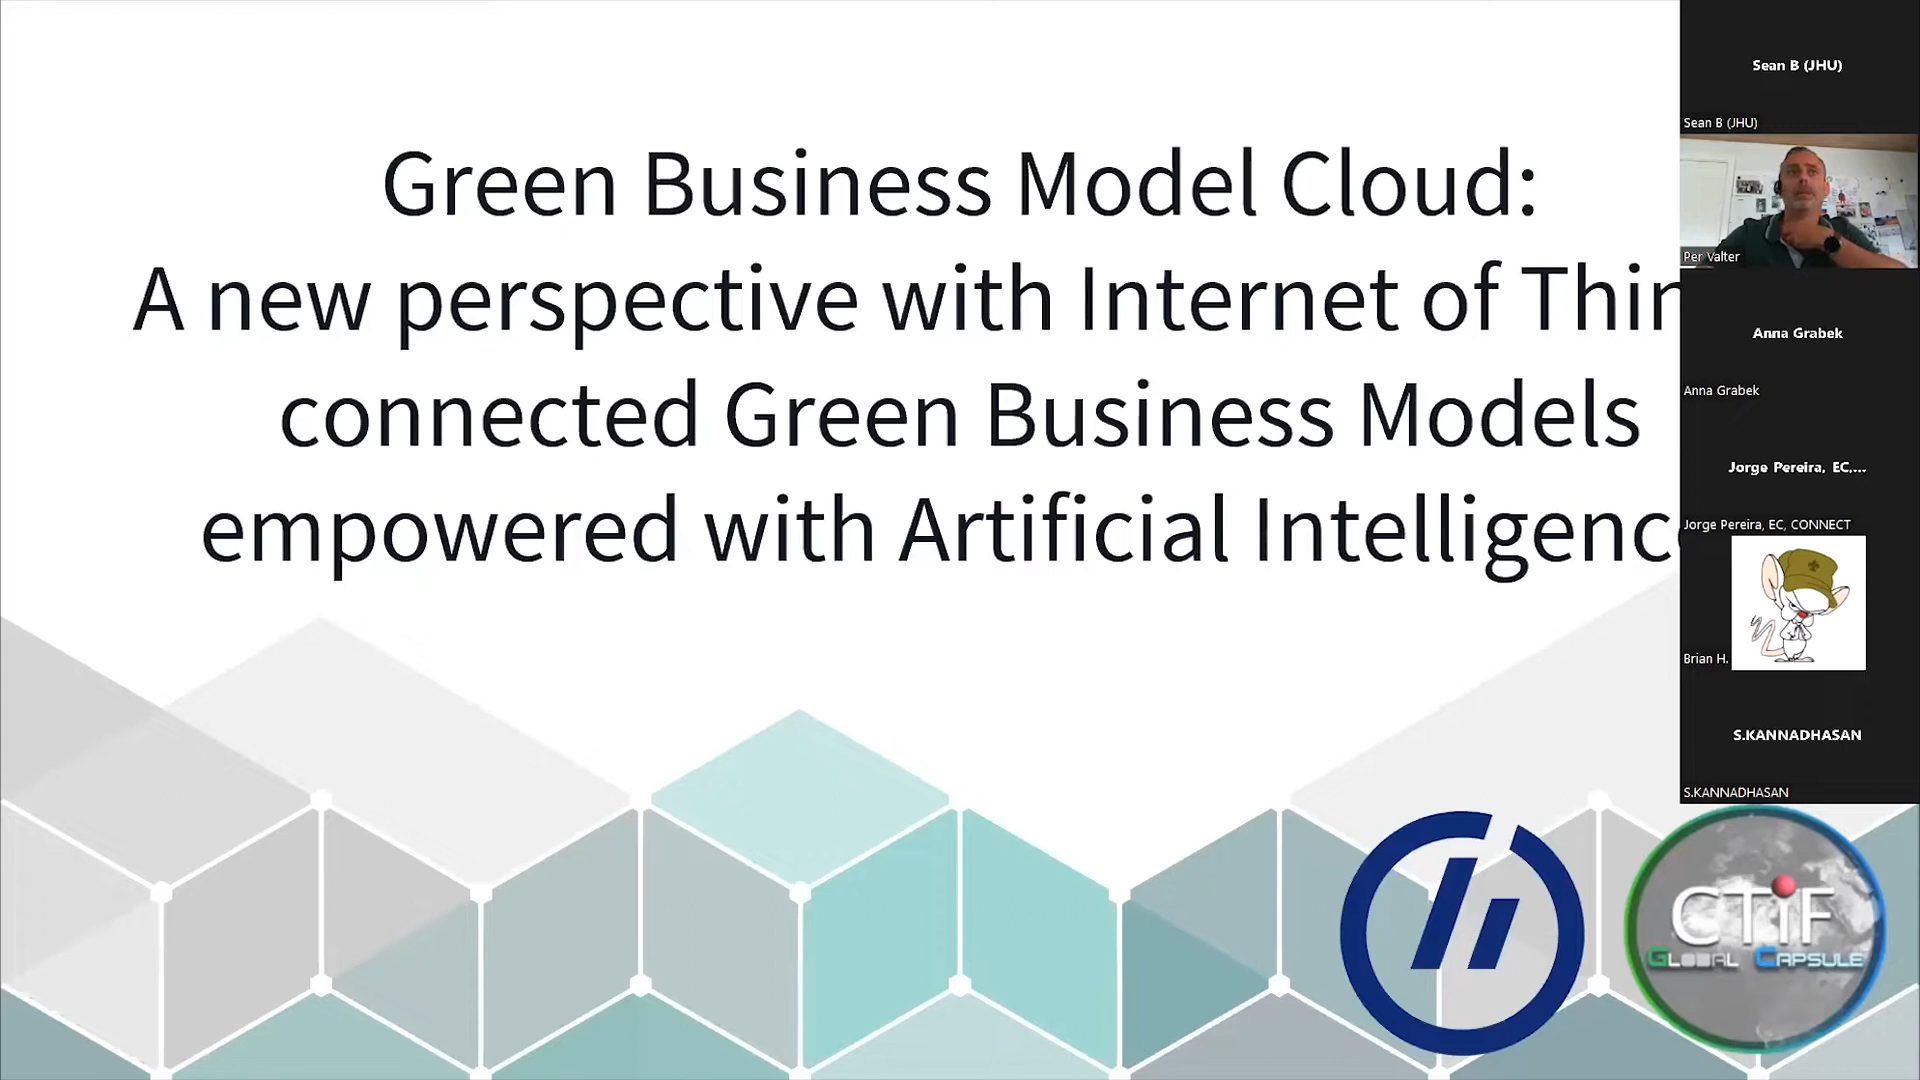 Green Business Model Cloud:
A new perspective with Internet of Thin
connected Green Business Models
empowered with Artificial Intelligenc
Sean B (JHU)
Sean B (JHU)
Per Valter
Anna Grabek
Anna Grabek
Jorge Pereira, EC,...
Jorge Pereira, EC, CONNECT
Brian H.
S.KANNADHASAN
S.KANNADHASAN
CTiF
GLOBAL CAPSULE